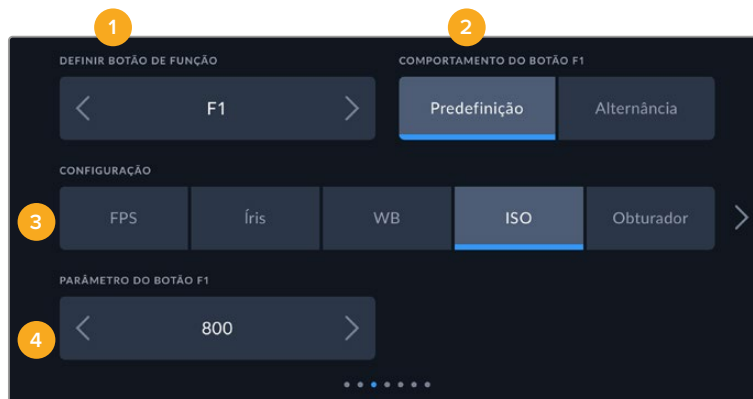 1
2
DEFINIR BOTÃO DE FUNÇÃO
COMPORTAMENTO DO BOTÃO F1
F1
Predefinição
Alternância
CONFIGURAÇÃO
3
FPS
Íris
WB
ISO
Obturador
PARÂMETRO DO BOTÃO F1
4
800